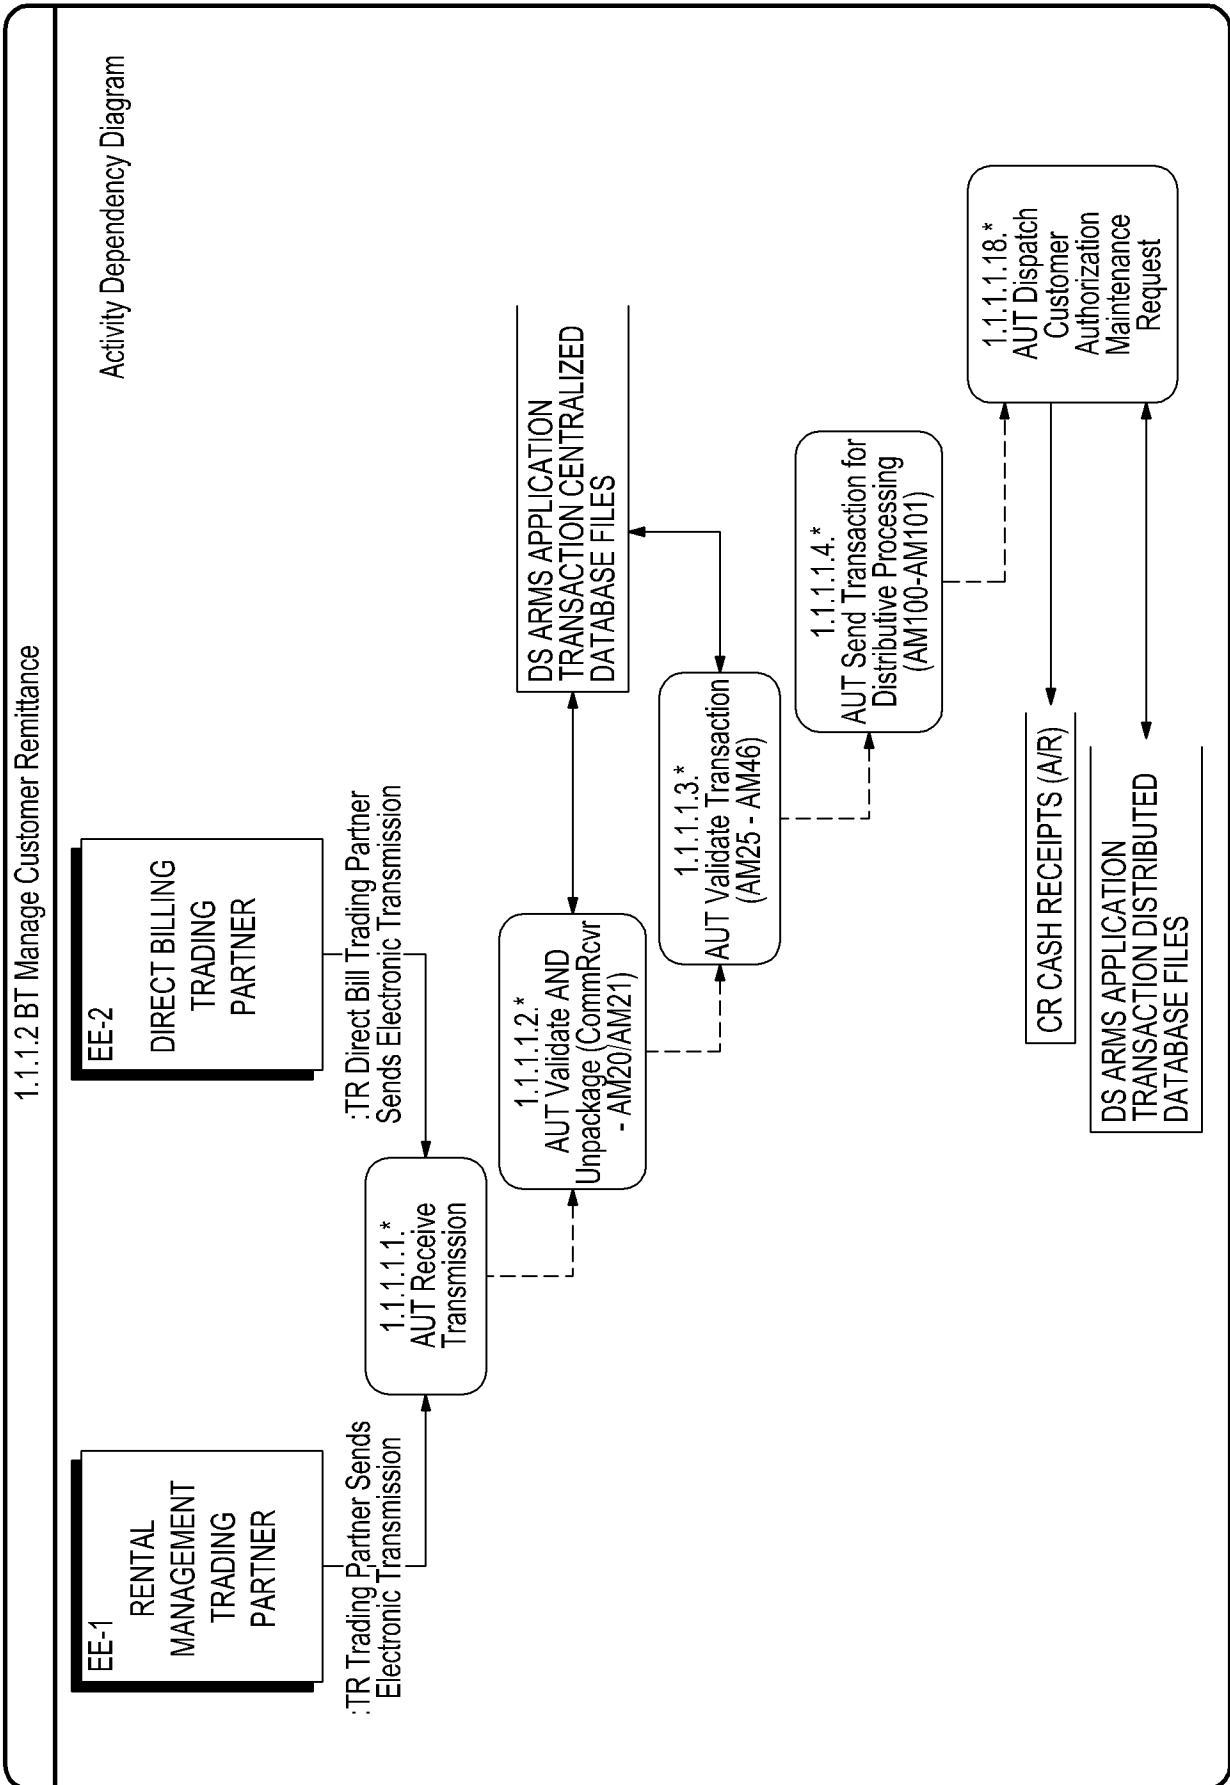 1.1.1.2 BT Manage Customer Remittance
Activity Dependency Diagram
EE-1
RENTAL
MANAGEMENT
TRADING
PARTNER
:TR Trading Partner Sends
Electronic Transmission
EE-2
DIRECT BILLING
TRADING
PARTNER
:TR Direct Bill Trading Partner
Sends Electronic Transmission
1.1.1.1.1.*
AUT Receive
Transmission
1.1.1.1.2.*
AUT Validate AND
Unpackage (CommRcvr
- AM20/AM21)
DS ARMS APPLICATION
TRANSACTION CENTRALIZED
DATABASE FILES
1.1.1.1.3.*
AUT Validate Transaction
(AM25 - AM46)
1.1.1.1.4.*
AUT Send Transaction for
Distributive Processing
(AM100-AM101)
1.1.1.1.18.*
AUT Dispatch
Customer
Authorization
Maintenance
Request
CR CASH RECEIPTS (A/R)
DS ARMS APPLICATION
TRANSACTION DISTRIBUTED
DATABASE FILES